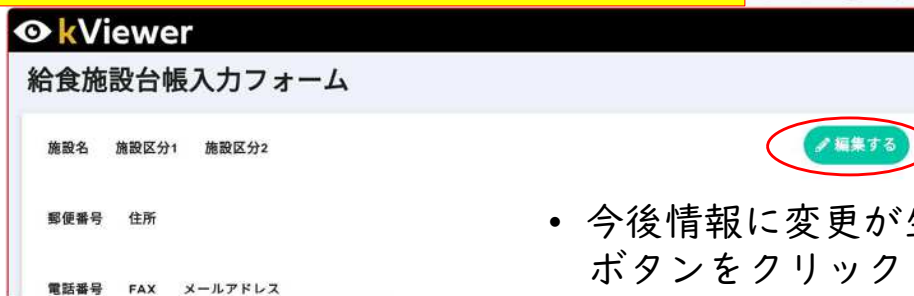 kViewer
給食施設台帳入力フォーム
施設名 施設区分1 施設区分2
編集する
郵便番号 住所
• 今後情報に変更が
ボタンをクリック
電話番号 FAX メールアドレス